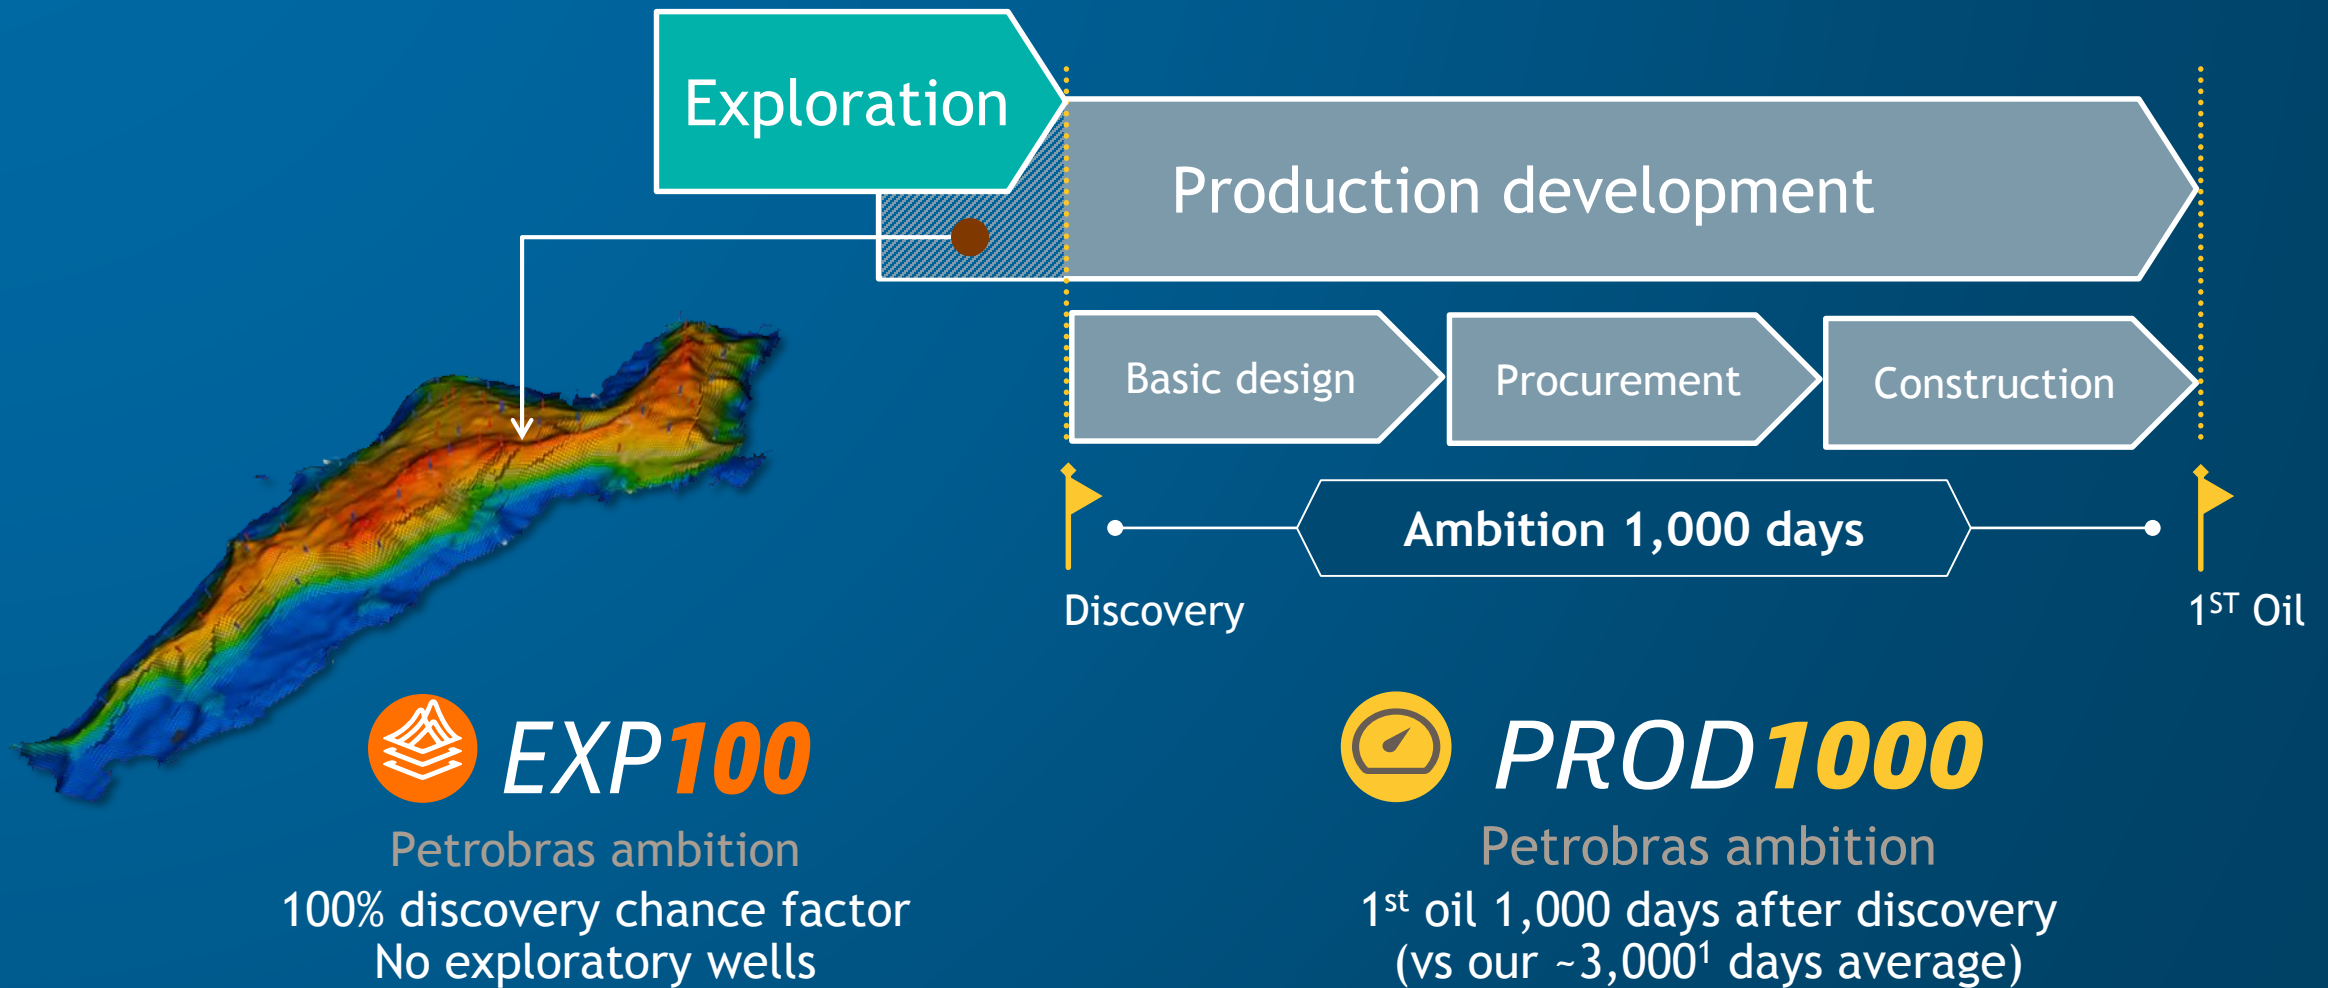 Exploration
Production development
Basic design
Procurement
Construction
Ambition 1,000 days
Discovery
1ST Oil
EXP100
Petrobras ambition
100% discovery chance factor
No exploratory wells
PROD1000
Petrobras ambition
1st oil 1,000 days after discovery
(vs our ~3,000¹ days average)